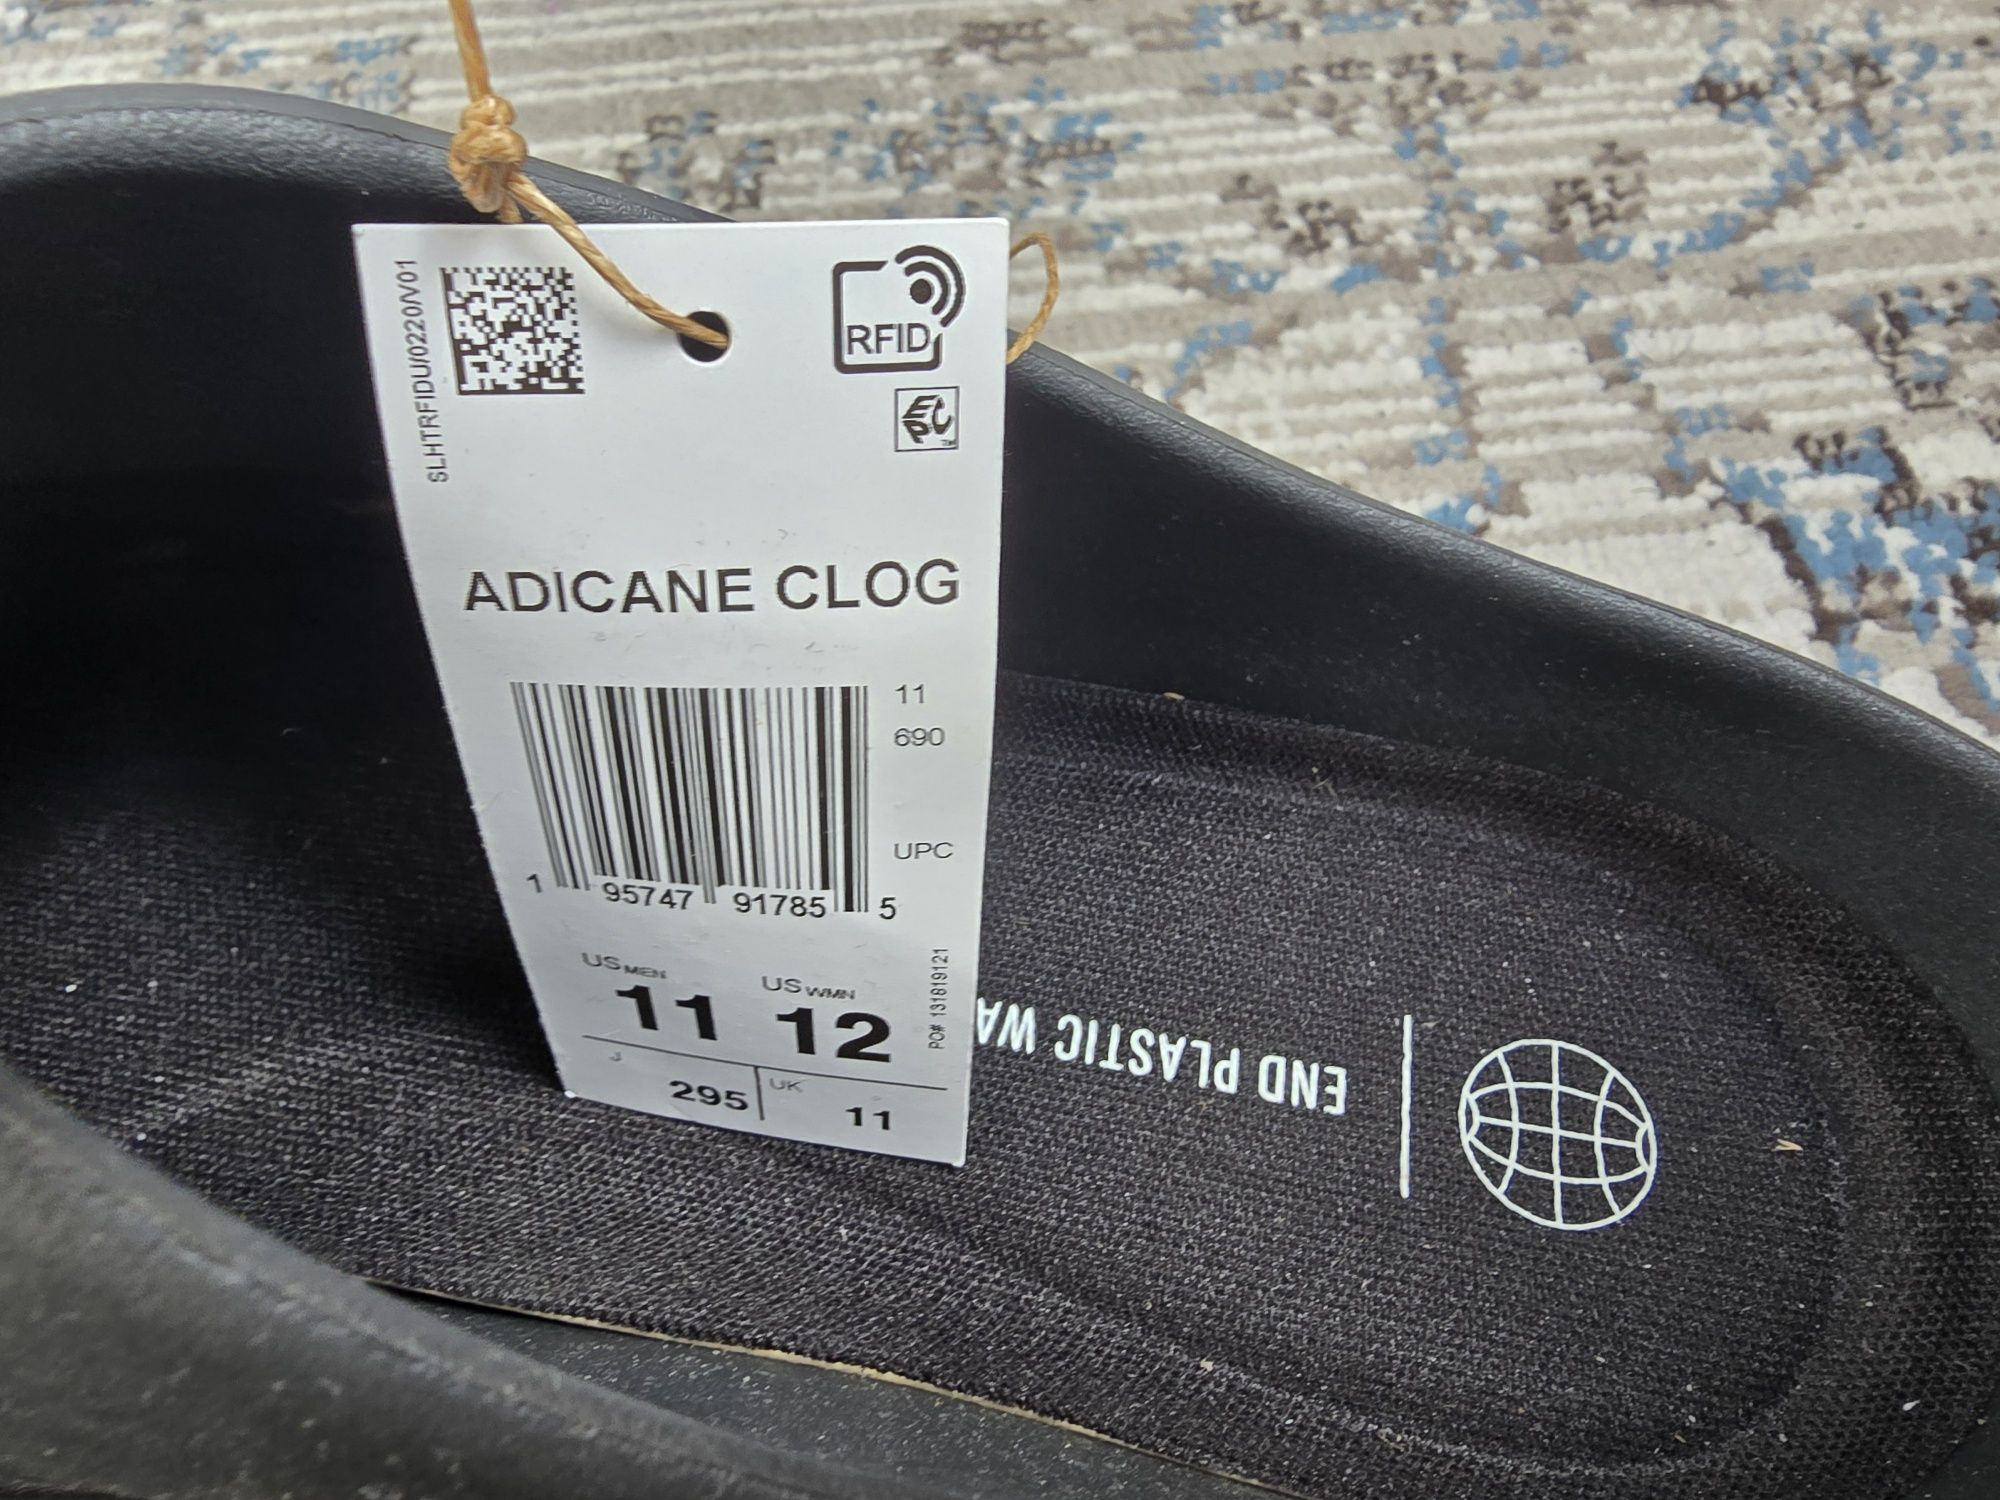 SLHTRFIDU/0220/V01
RFID
EPC™
ADICANE CLOG
11
690
UPC
1 95747 91785 5
US MEN US WMN
11 12
PO# 131819121
J 295 UK 11
END PLASTIC WA